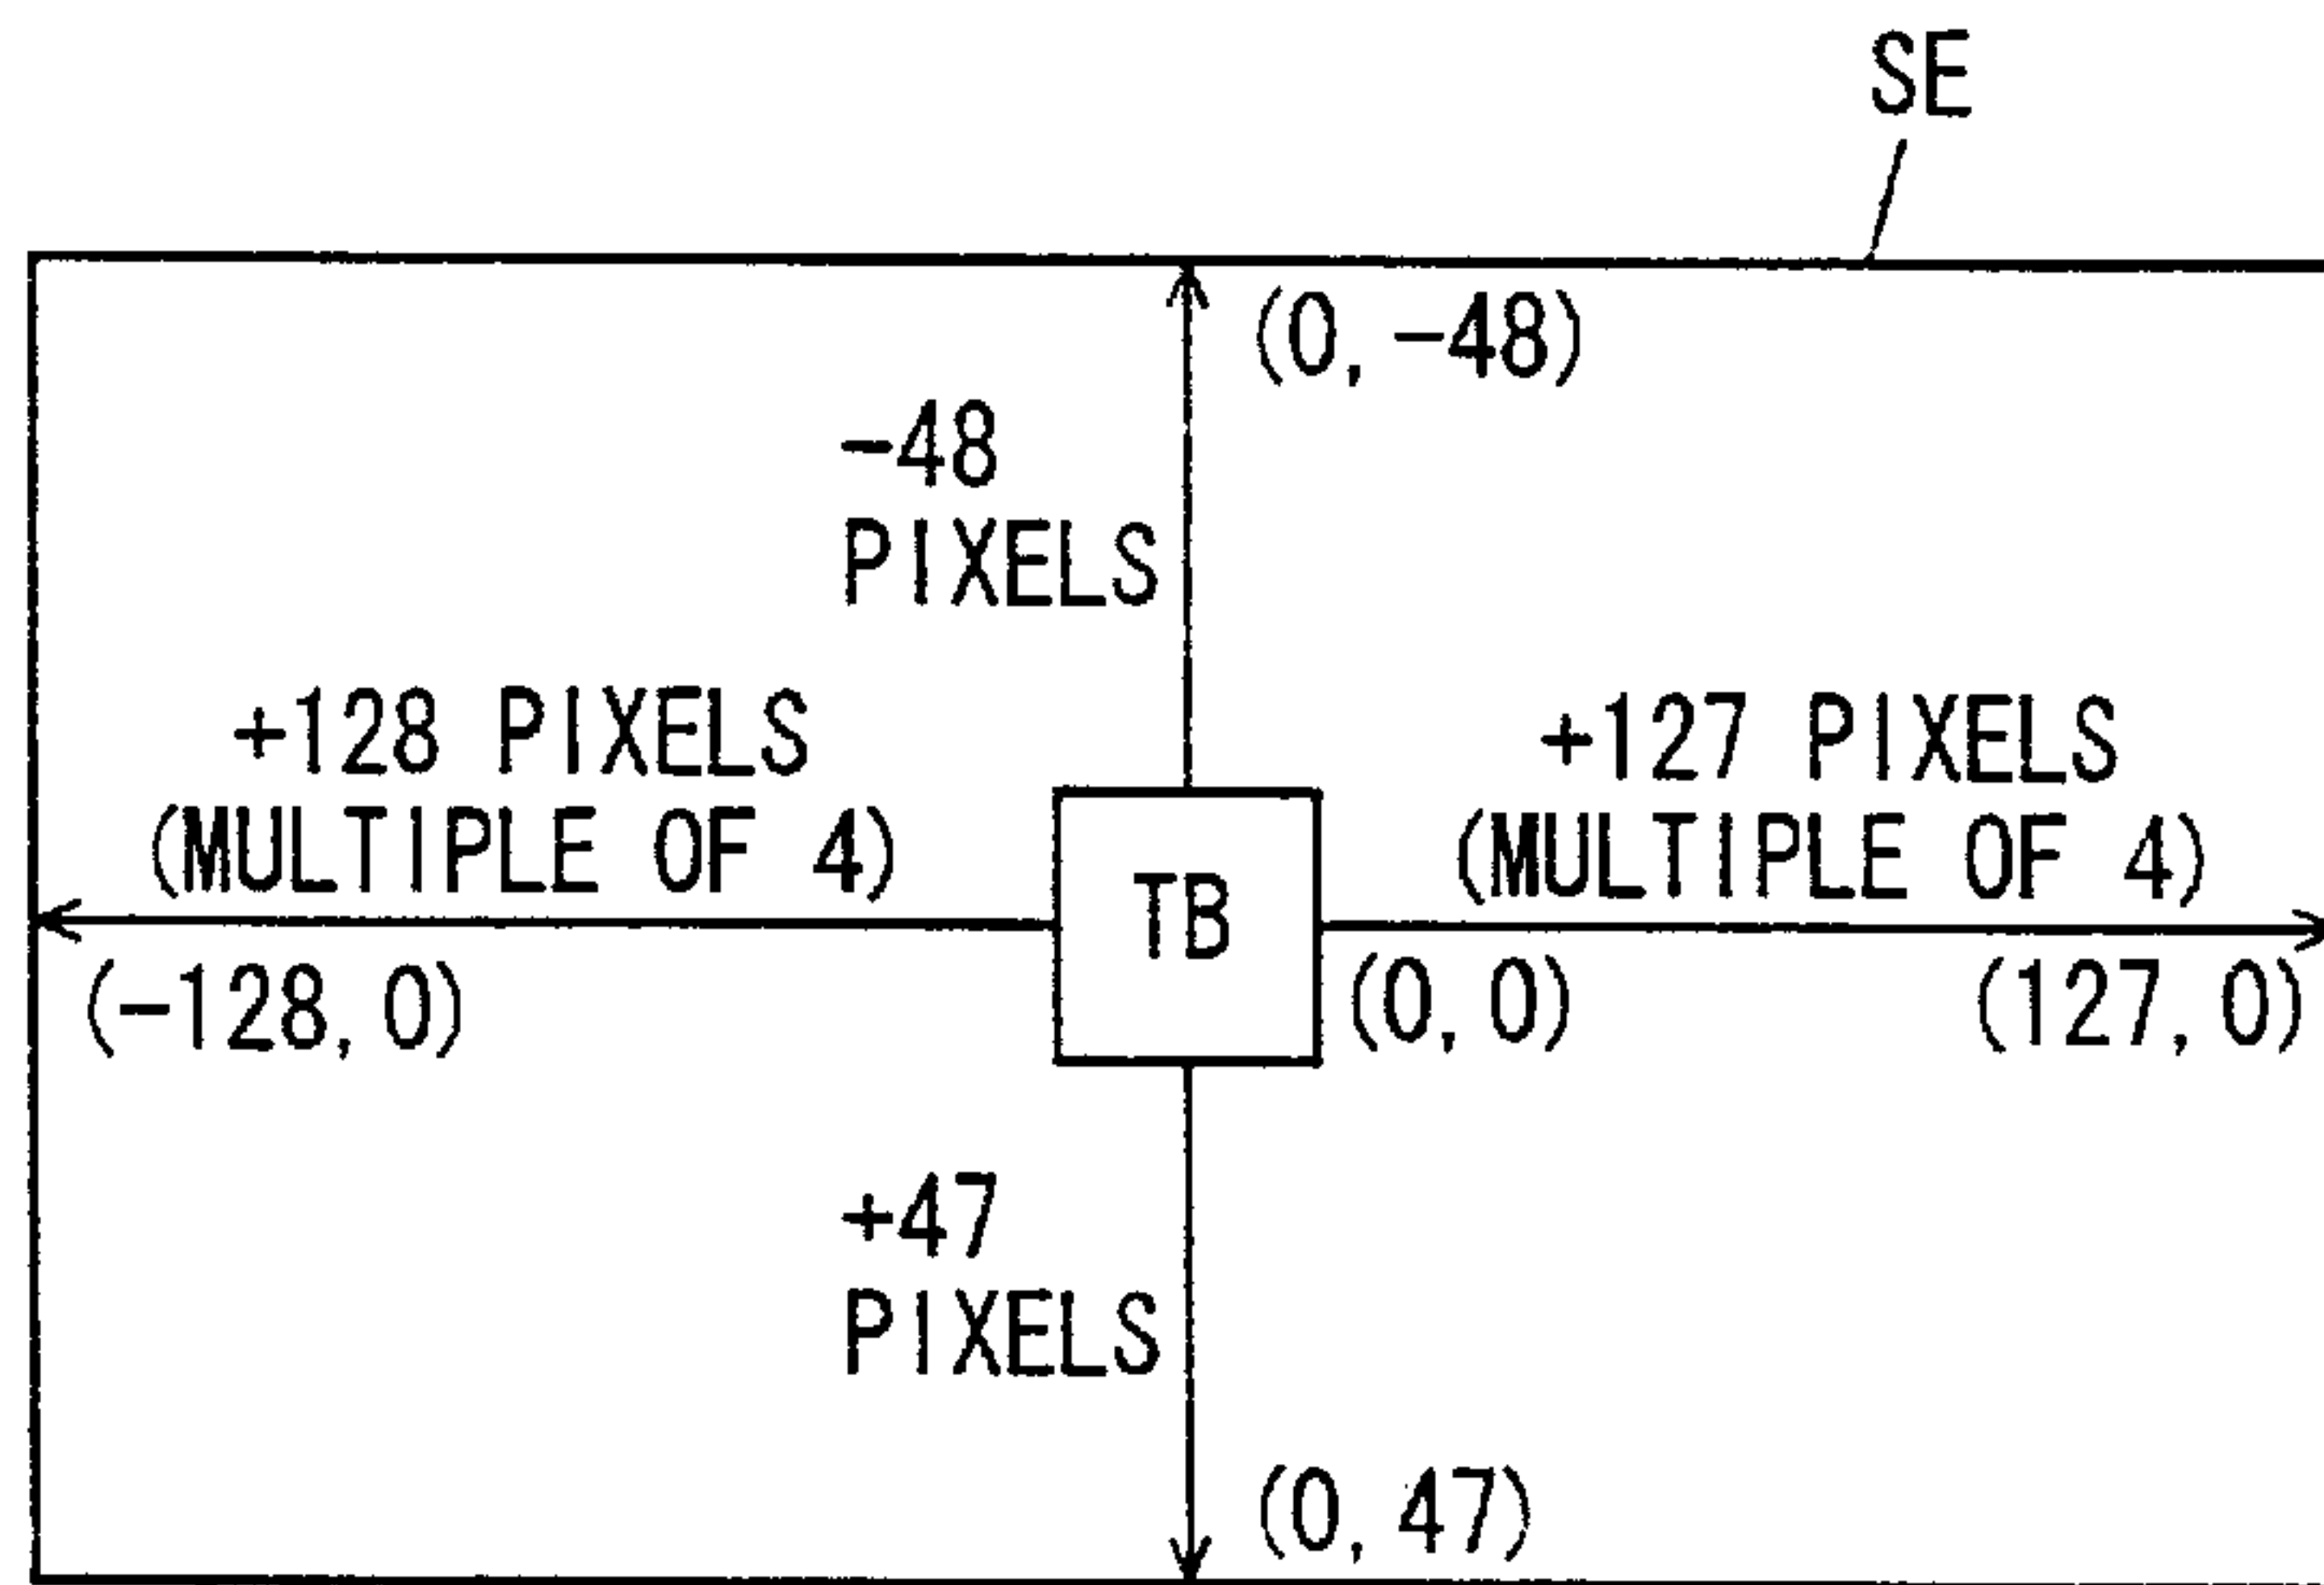 SE
(0,-48)
-48
PIXELS
+128 PIXELS
(MULTIPLE OF 4)
+127 PIXELS
(MULTIPLE OF 4)
TB
(-128,0)
(0,0)
(127,0)
+47
PIXELS
(0,47)